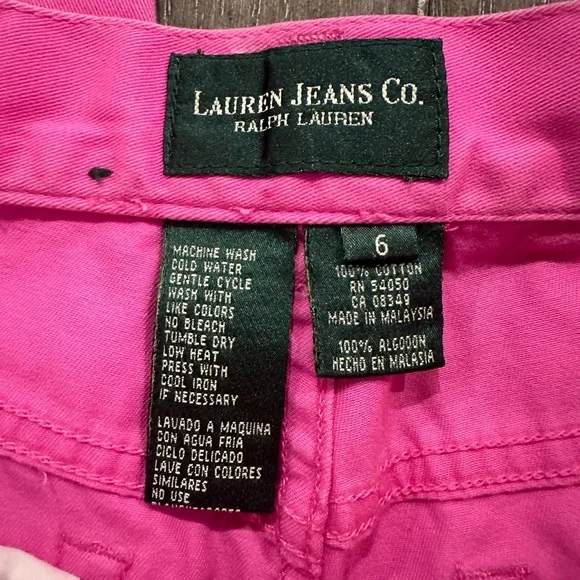 LAUREN JEANS CO.
RALPH LAUREN
MACHINE WASH
COLD WATER
GENTLE CYCLE
WASH WITH
LIKE COLORS
NO BLEACH
TUMBLE DRY
LOW HEAT
PRESS WITH
COOL IRON
IF NECESSARY
LAVADO A MAQUINA
CON AGUA FRIA
CICLO DELICADO
LAVE CON COLORES
SIMILARES
NO USE
6
100% COTTON
RN 54050
CA 08349
MADE IN MALAYSIA
100% ALGODON
HECHO EN MALASIA